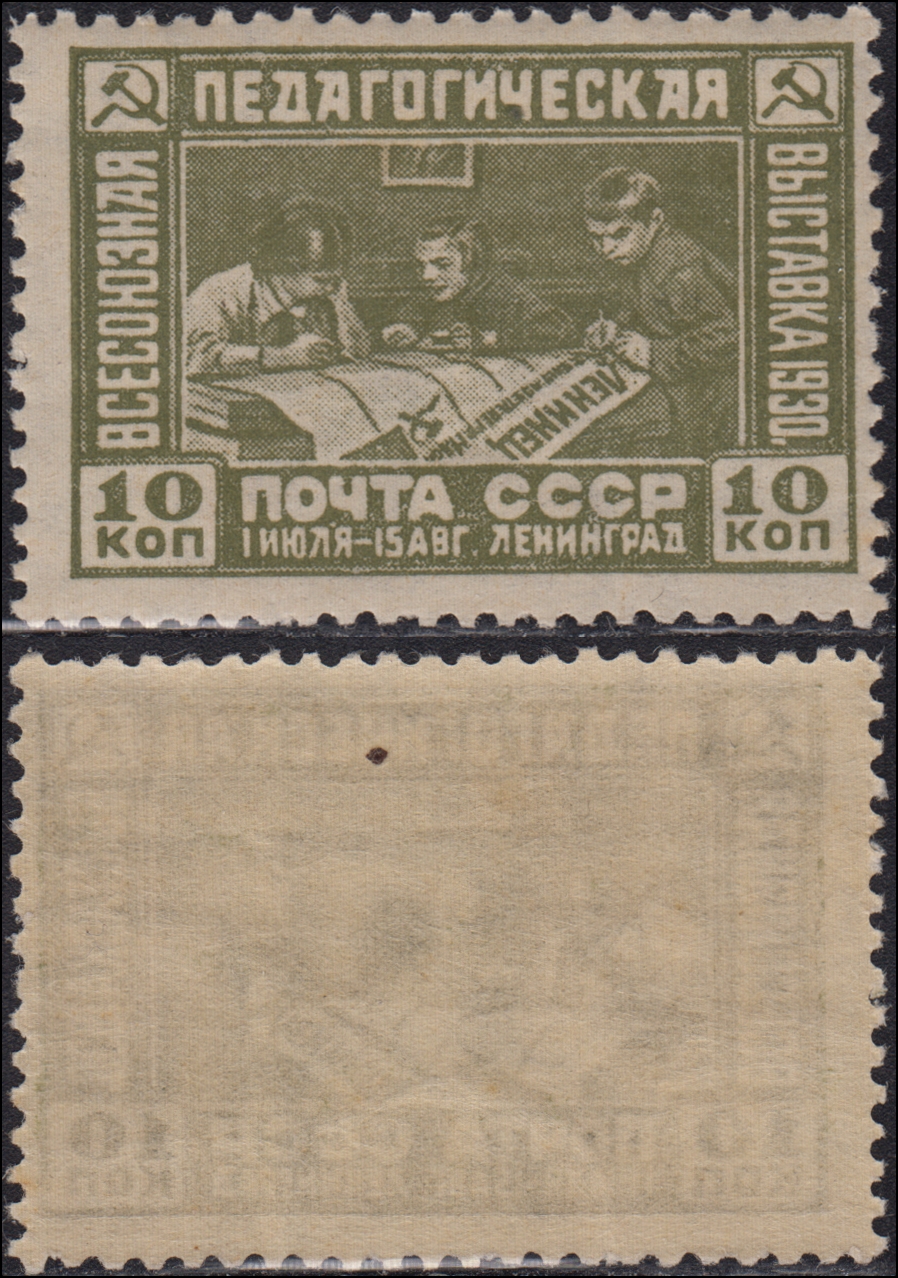 ВСЕСОЮЗНАЯ
ПЕДАГОГИЧЕСКАЯ
ВЫСТАВКА 1930.
ЛЕНИНЕЦ
10
КОП
ПОЧТА СССР
1 ИЮЛЯ-15 АВГ. ЛЕНИНГРАД
10
КОП